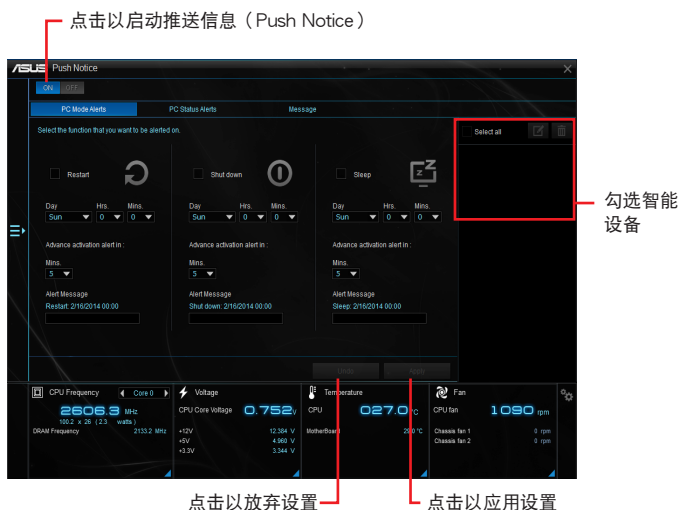 点击以启动推送信息（Push Notice）
ASUS Push Notice
ON OFF
PC Mode Alerts PC Status Alerts Message
Select the function that you want to be alerted on.
Select all
Restart Shut down Sleep
勾选智能
设备
Day Hrs. Mins. Day Hrs. Mins. Day Hrs. Mins.
Sun 0 0 Sun 0 0 Sun 0 0
Advance activation alert in : Advance activation alert in : Advance activation alert in :
Mins. Mins. Mins.
5 5 5
Alert Message Alert Message Alert Message
Restart: 2/16/2014 00:00 Shut down: 2/16/2014 00:00 Sleep: 2/16/2014 00:00
Undo Apply
CPU Frequency Core 0 Voltage Temperature Fan
2606.3 MHz CPU Core Voltage 0.752 V CPU 027.0 °C CPU fan 1090 rpm
100.2 x 26 (2.3 watts)
DRAM Frequency 2133.2 MHz +12V 12.384 V MotherBoard 29.0 °C Chassis fan 1 0 rpm
+5V 4.960 V Chassis fan 2 0 rpm
+3.3V 3.344 V
点击以放弃设置 点击以应用设置